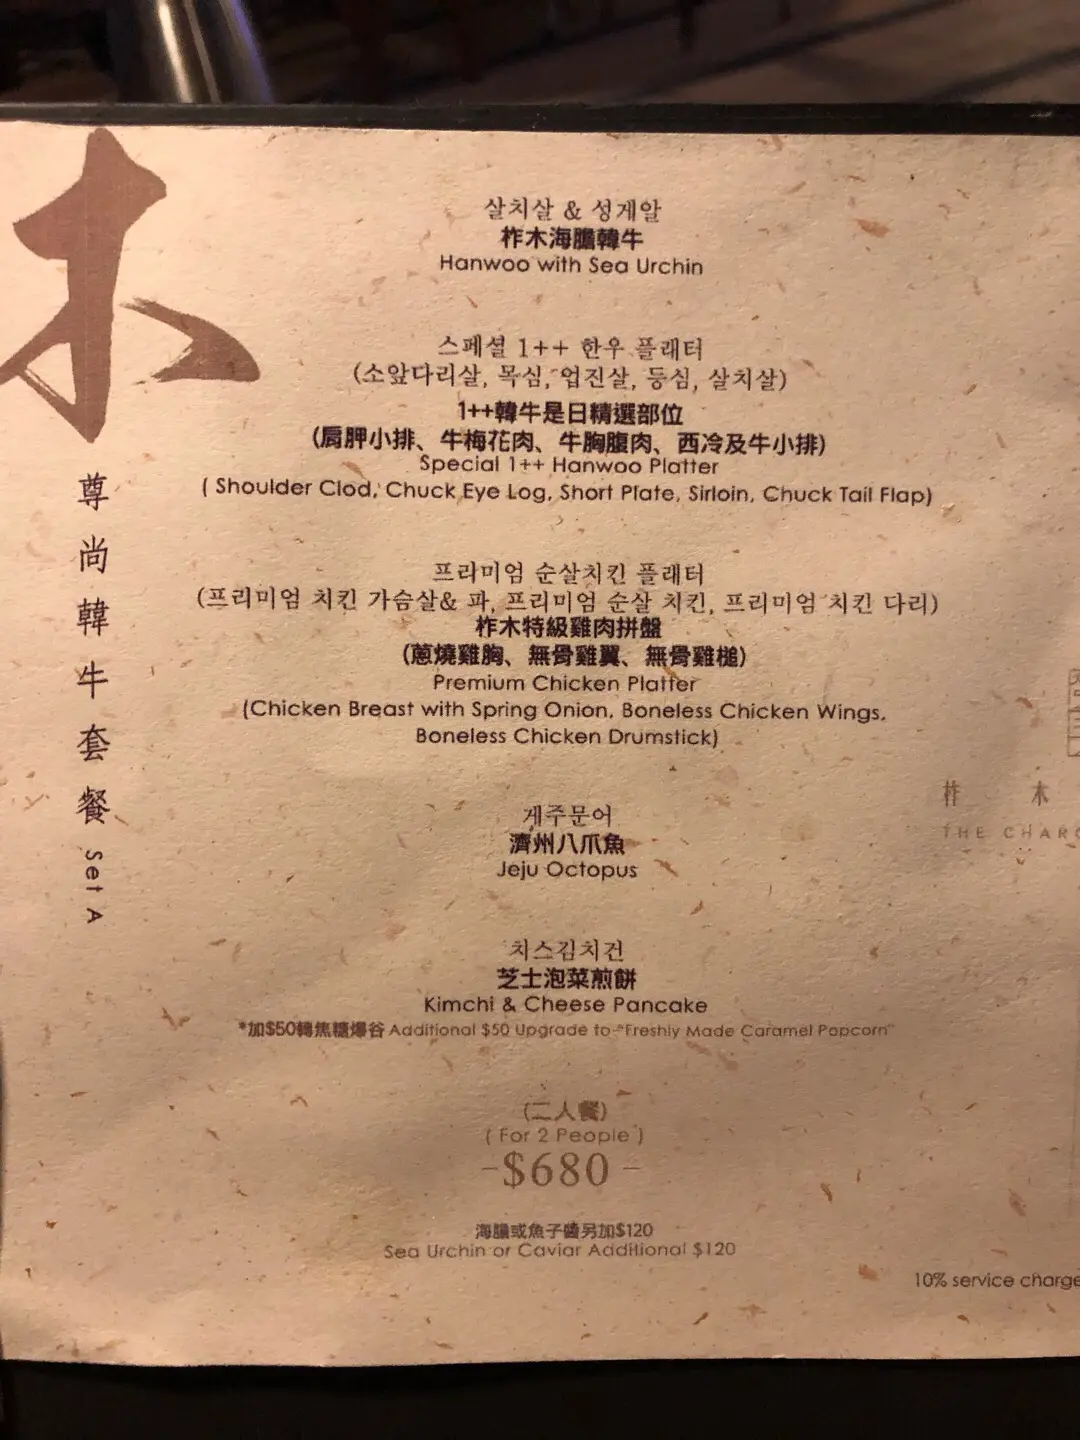 木
尊尚韓牛套餐 Set A
살치살 & 성게알
柞木海膽韓牛
Hanwoo with Sea Urchin
스페셜 1++ 한우 플래터
(소앞다리살, 목심, 업진살, 등심, 살치살)
1++韓牛是日精選部位
(肩胛小排、牛梅花肉、牛胸腹肉、西冷及牛小排)
Special 1++ Hanwoo Platter
( Shoulder Clod, Chuck Eye Log, Short Plate, Sirloin, Chuck Tail Flap)
프라미엄 순살치킨 플래터
(프리미엄 치킨 가슴살& 파, 프리미엄 순살 치킨, 프리미엄 치킨 다리)
柞木特級雞肉拼盤
(蔥燒雞胸、無骨雞翼、無骨雞槌)
Premium Chicken Platter
(Chicken Breast with Spring Onion, Boneless Chicken Wings,
Boneless Chicken Drumstick)
게주문어
濟州八爪魚
Jeju Octopus
치스김치건
芝士泡菜煎餅
Kimchi & Cheese Pancake
*加$50轉焦糖爆谷 Additional $50 Upgrade to "Freshly Made Caramel Popcorn"
(二人餐)
( For 2 People )
-$680-
海膽或魚子醬另加$120
Sea Urchin or Caviar Additional $120
柞 木
THE CHARC
10% service charge